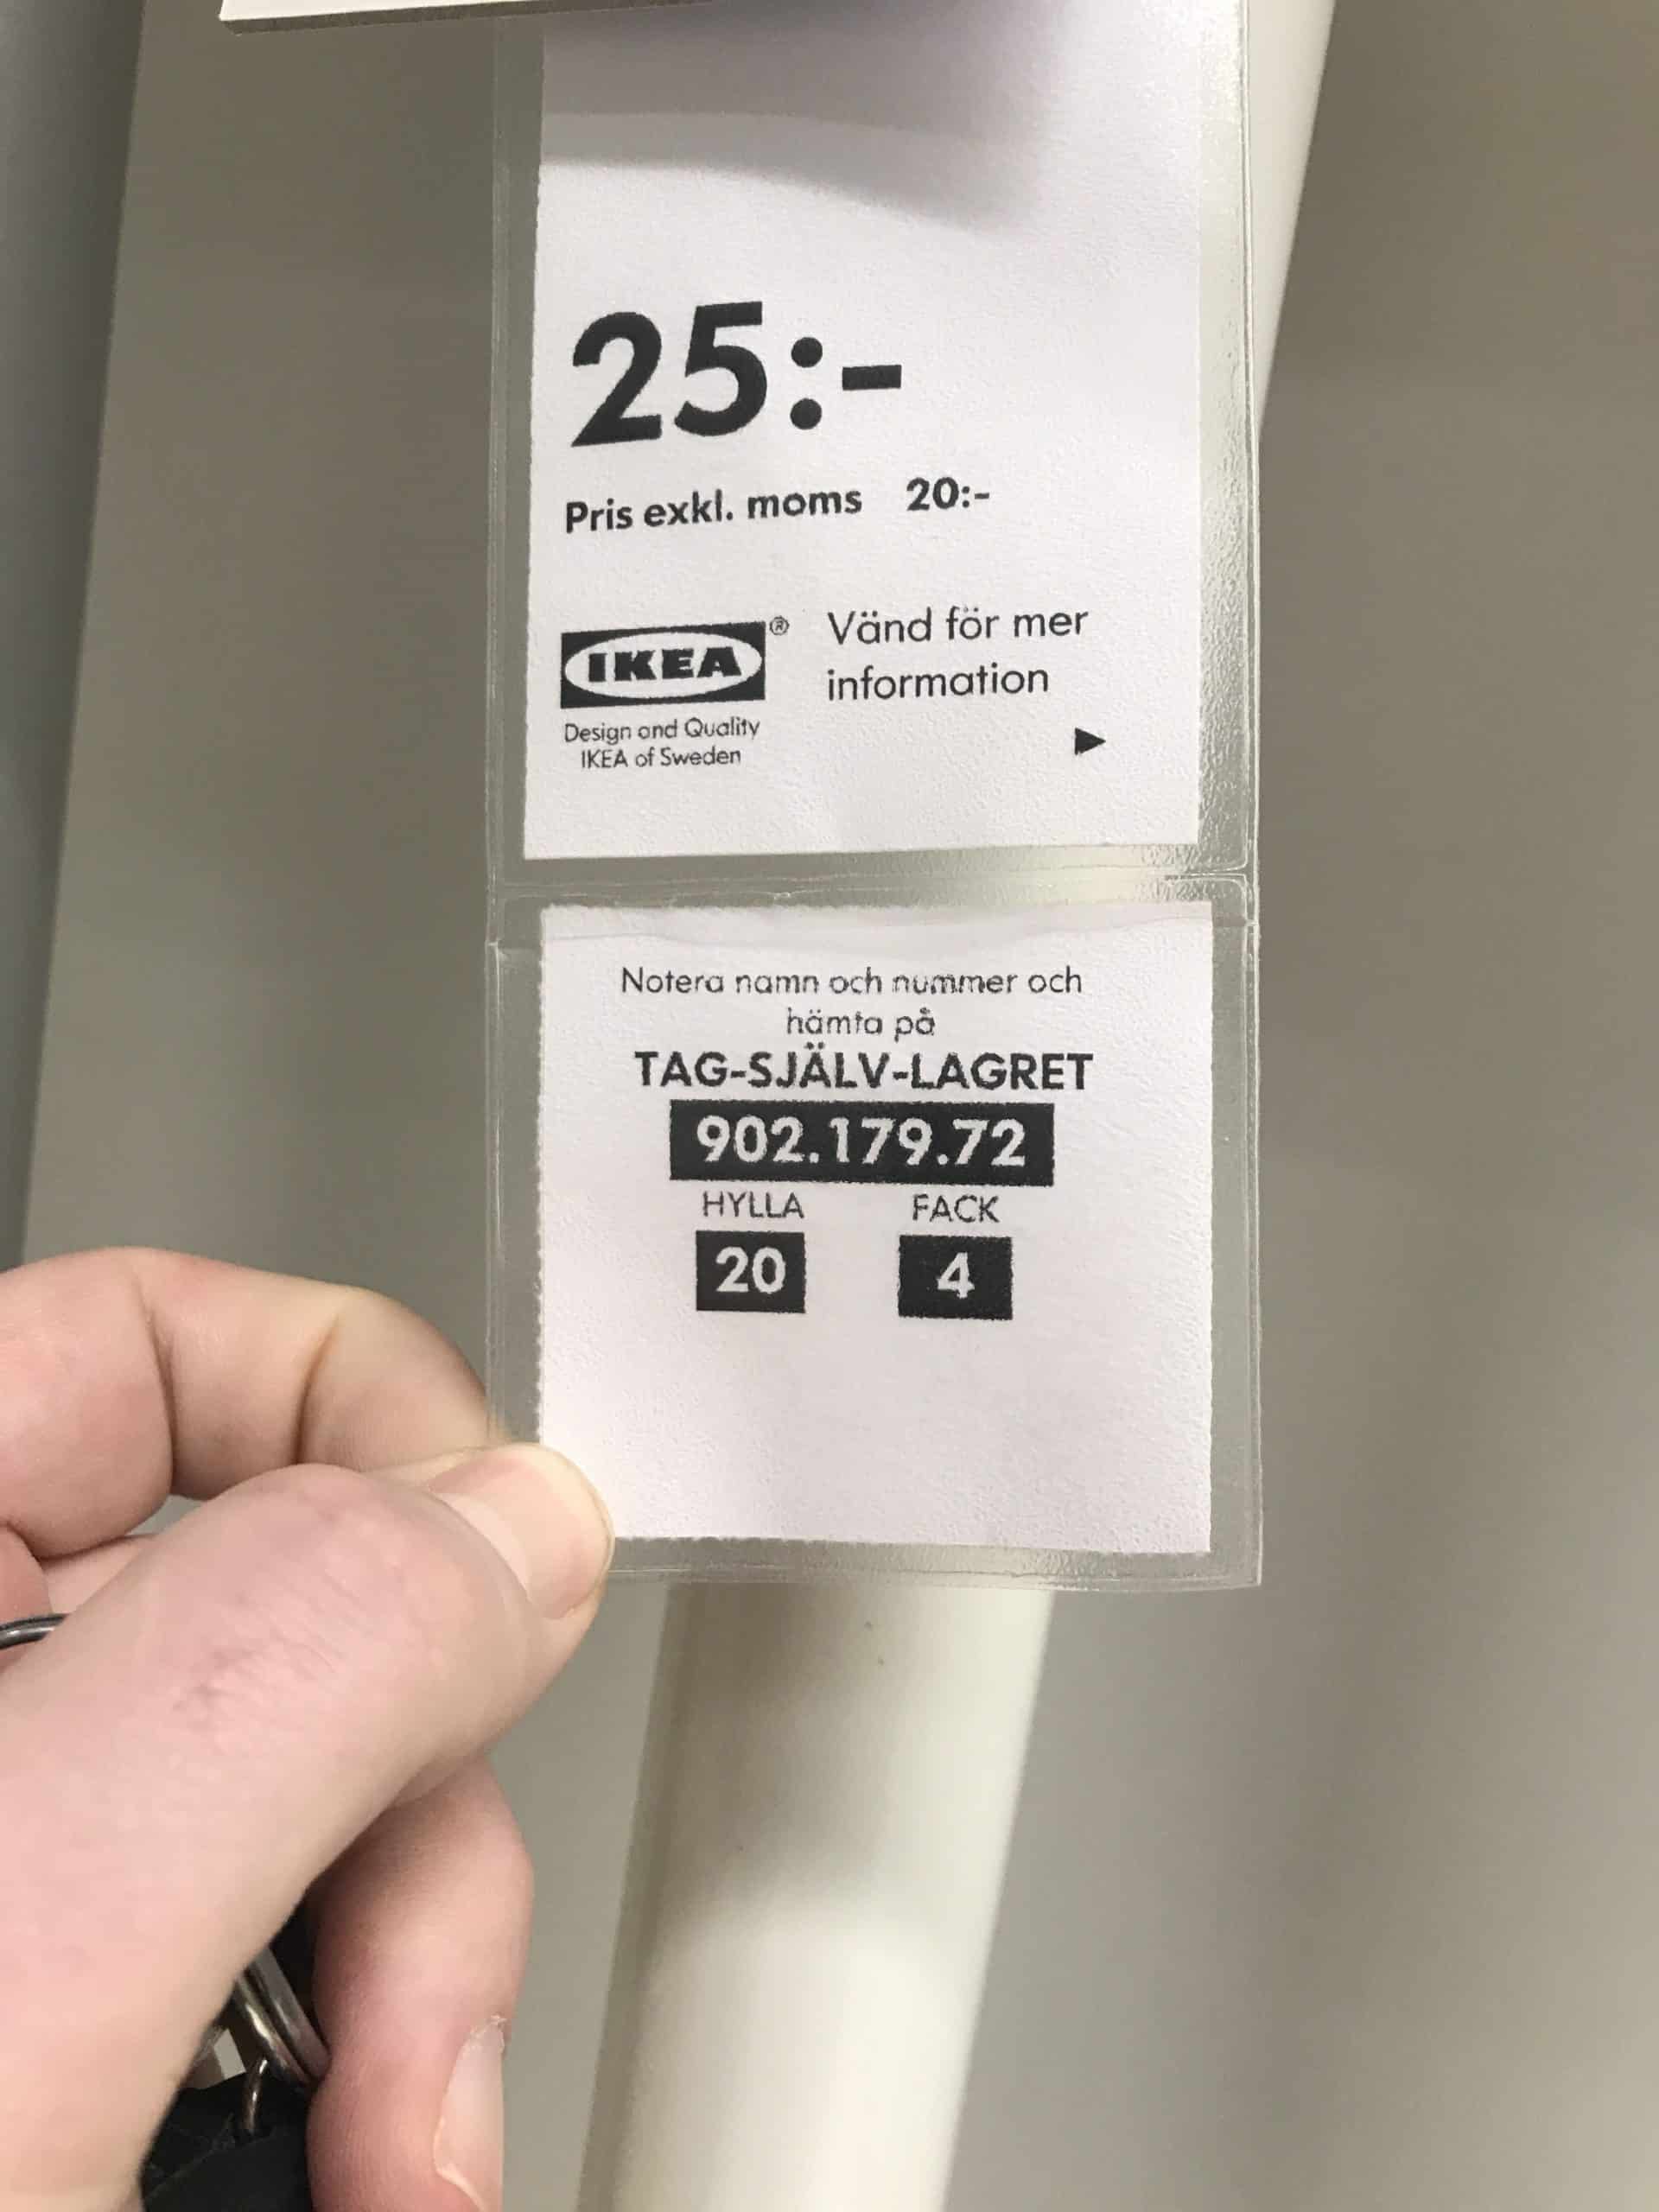 25:-
Pris exkl. moms 20:-
IKEA®
Design and Quality
IKEA of Sweden
Vänd för mer
information
Notera namn och nummer och
hämta på
TAG-SJÄLV-LAGRET
902.179.72
HYLLA FACK
20 4